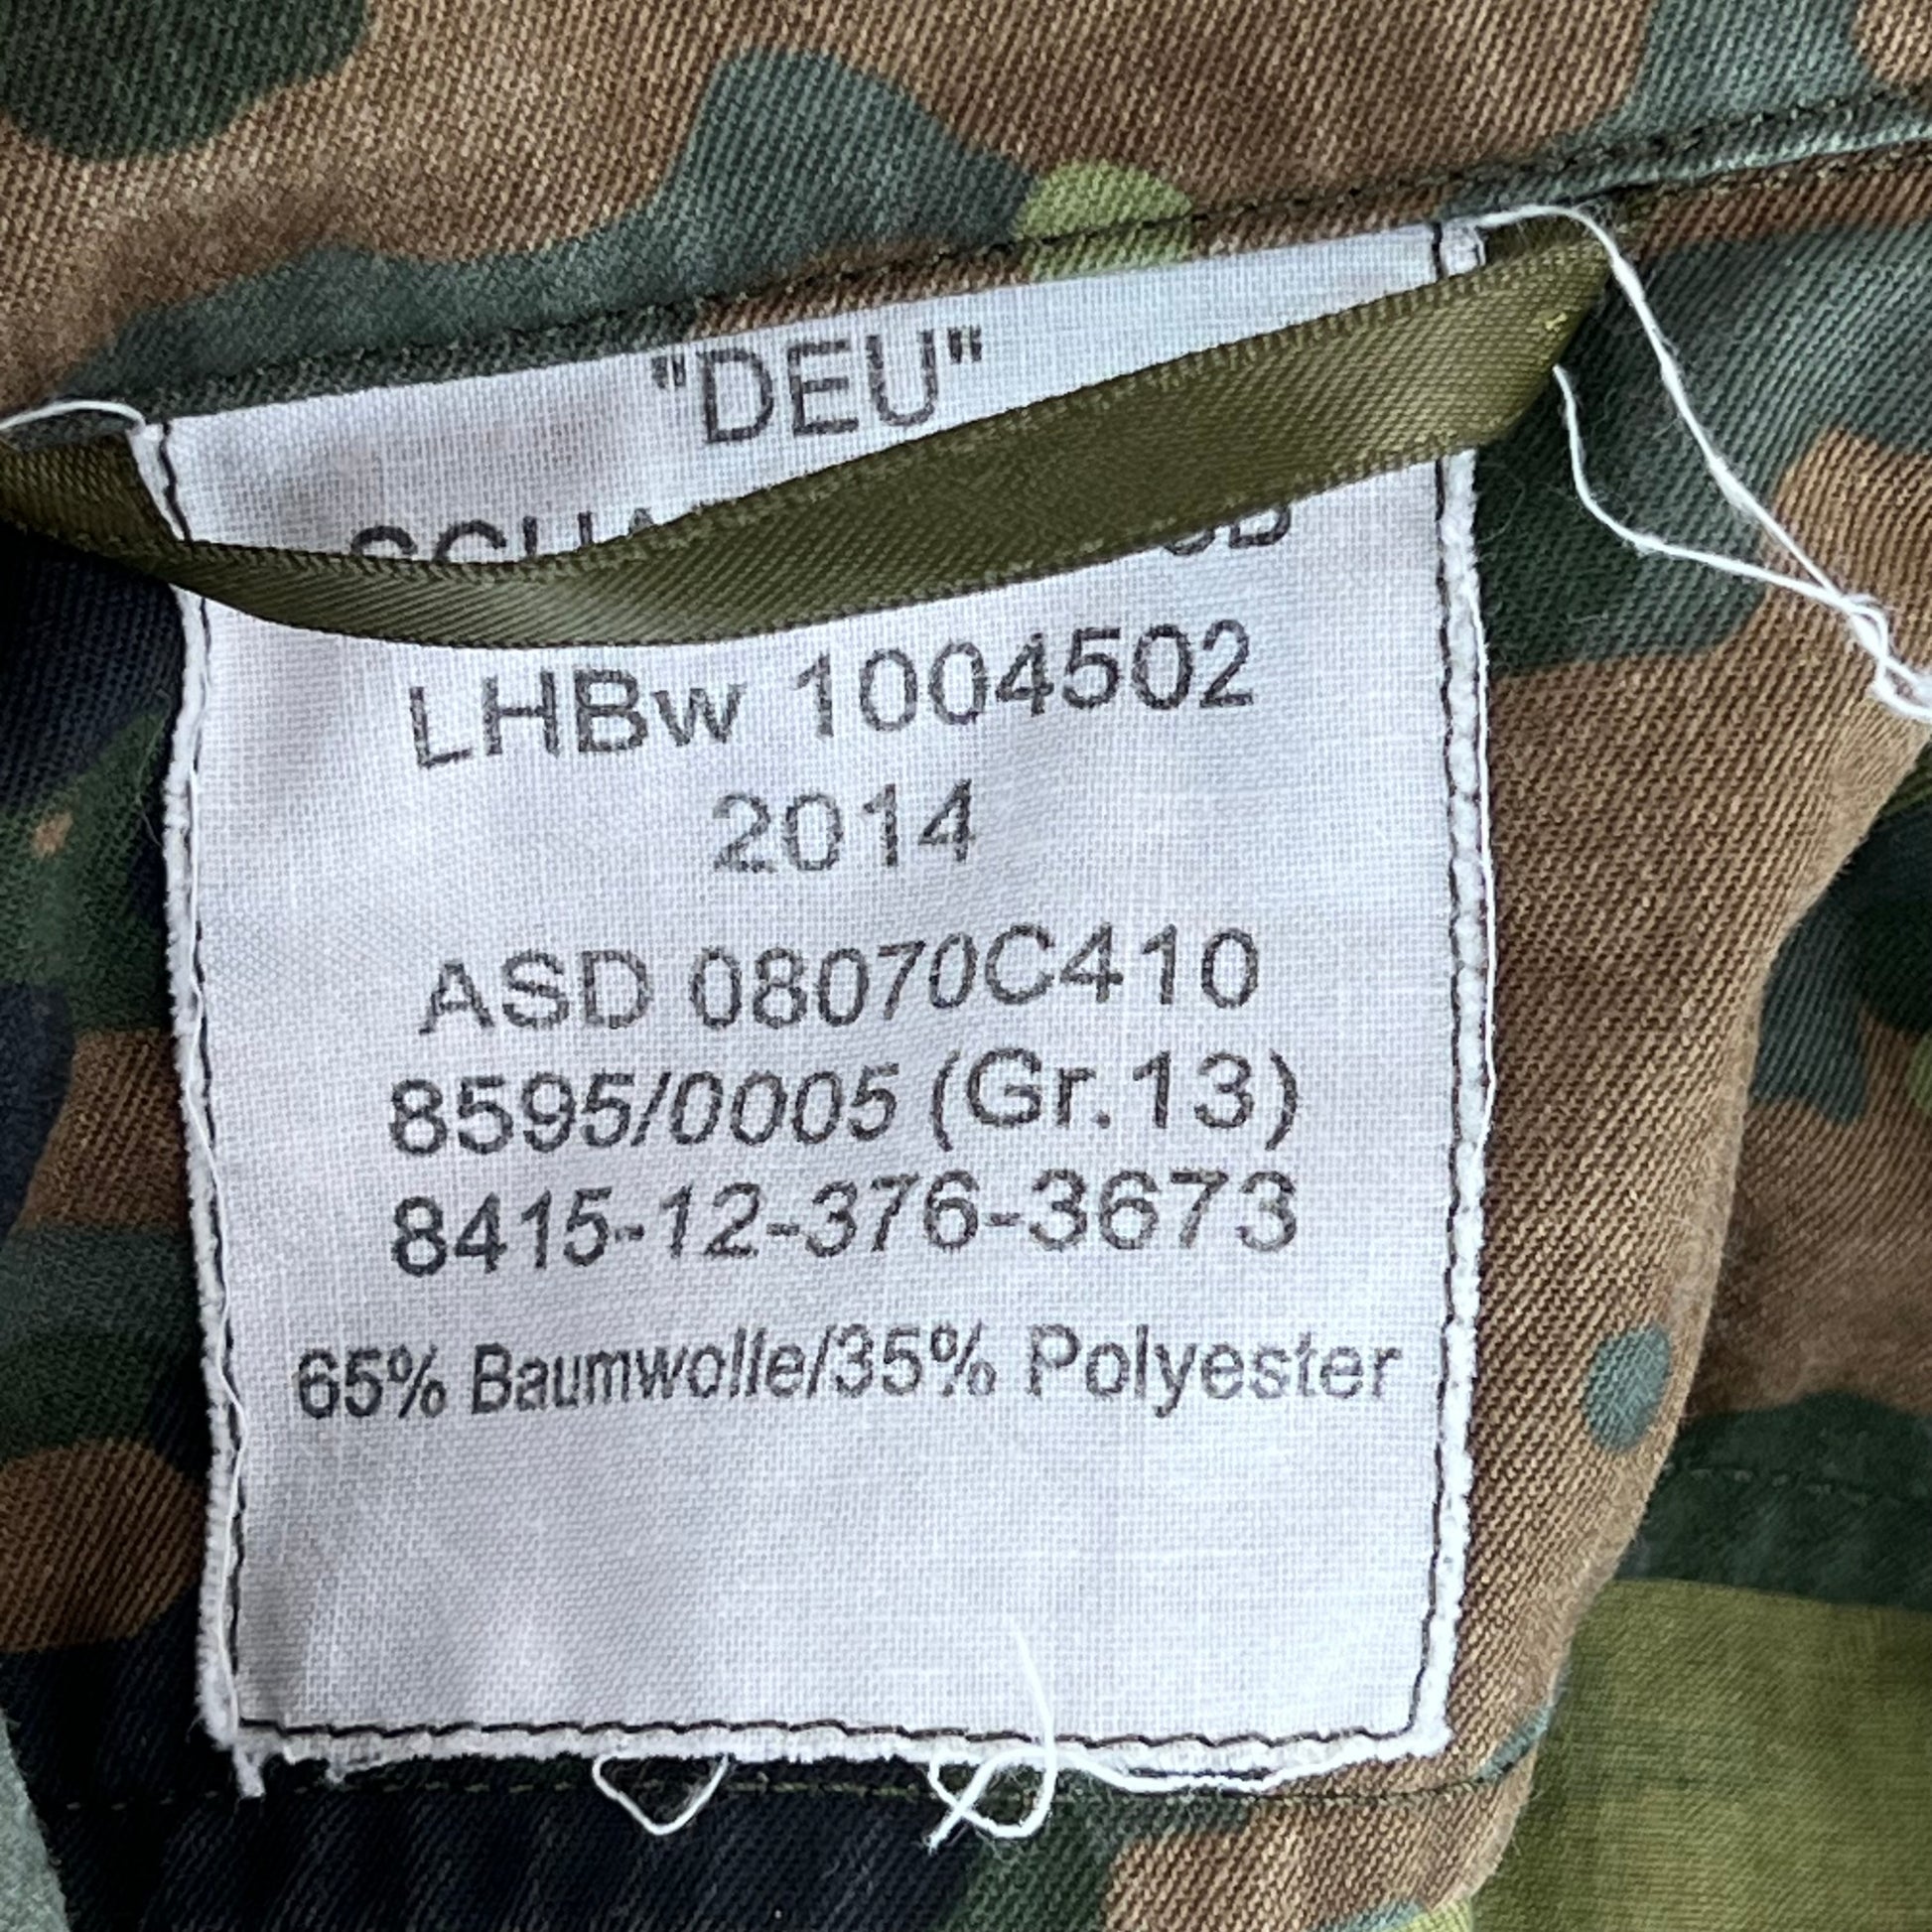 "DEU"
LHBw 1004502
2014
ASD 08070C410
8595/0005 (Gr.13)
8415-12-376-3673
65% Baumwolle/35% Polyester